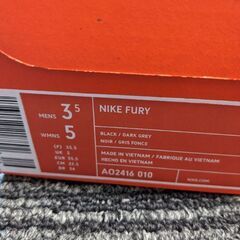 MENS 3.5
WMNS 5
NIKE FURY
BLACK / DARK GREY
NOIR / GRIS FONCE
MADE IN VIETNAM / FABRIQUE AU VIETNAM
HECHO EN VIETNAM
AO2416 010